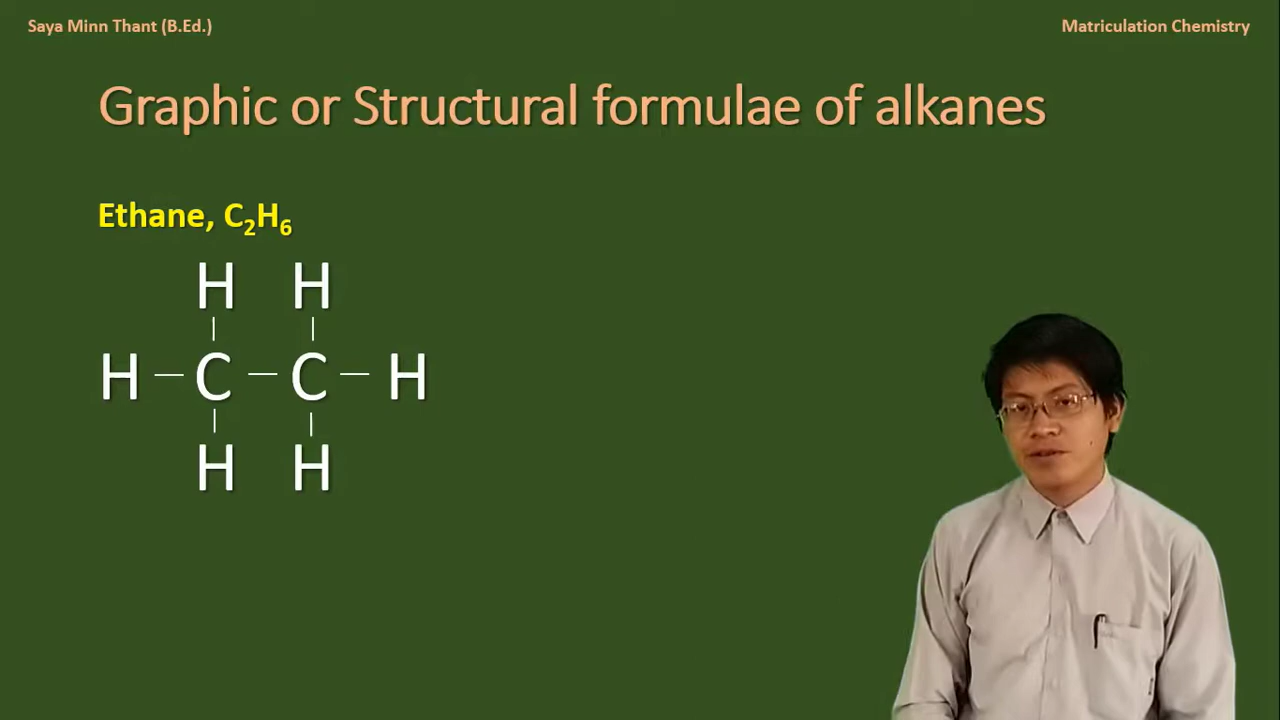 Saya Minn Thant (B.Ed.)
Matriculation Chemistry
Graphic or Structural formulae of alkanes
Ethane, C₂H₆
H H
H – C – C – H
H H